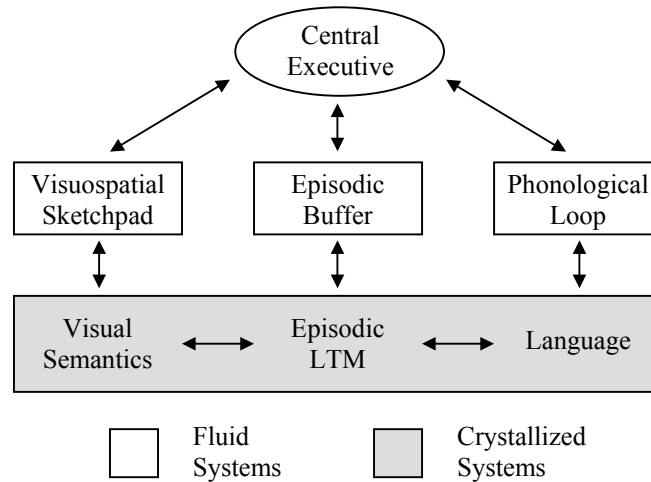 Central
Executive
Visuospatial
Sketchpad
Episodic
Buffer
Phonological
Loop
Visual
Semantics
Episodic
LTM
Language
Fluid
Systems
Crystallized
Systems